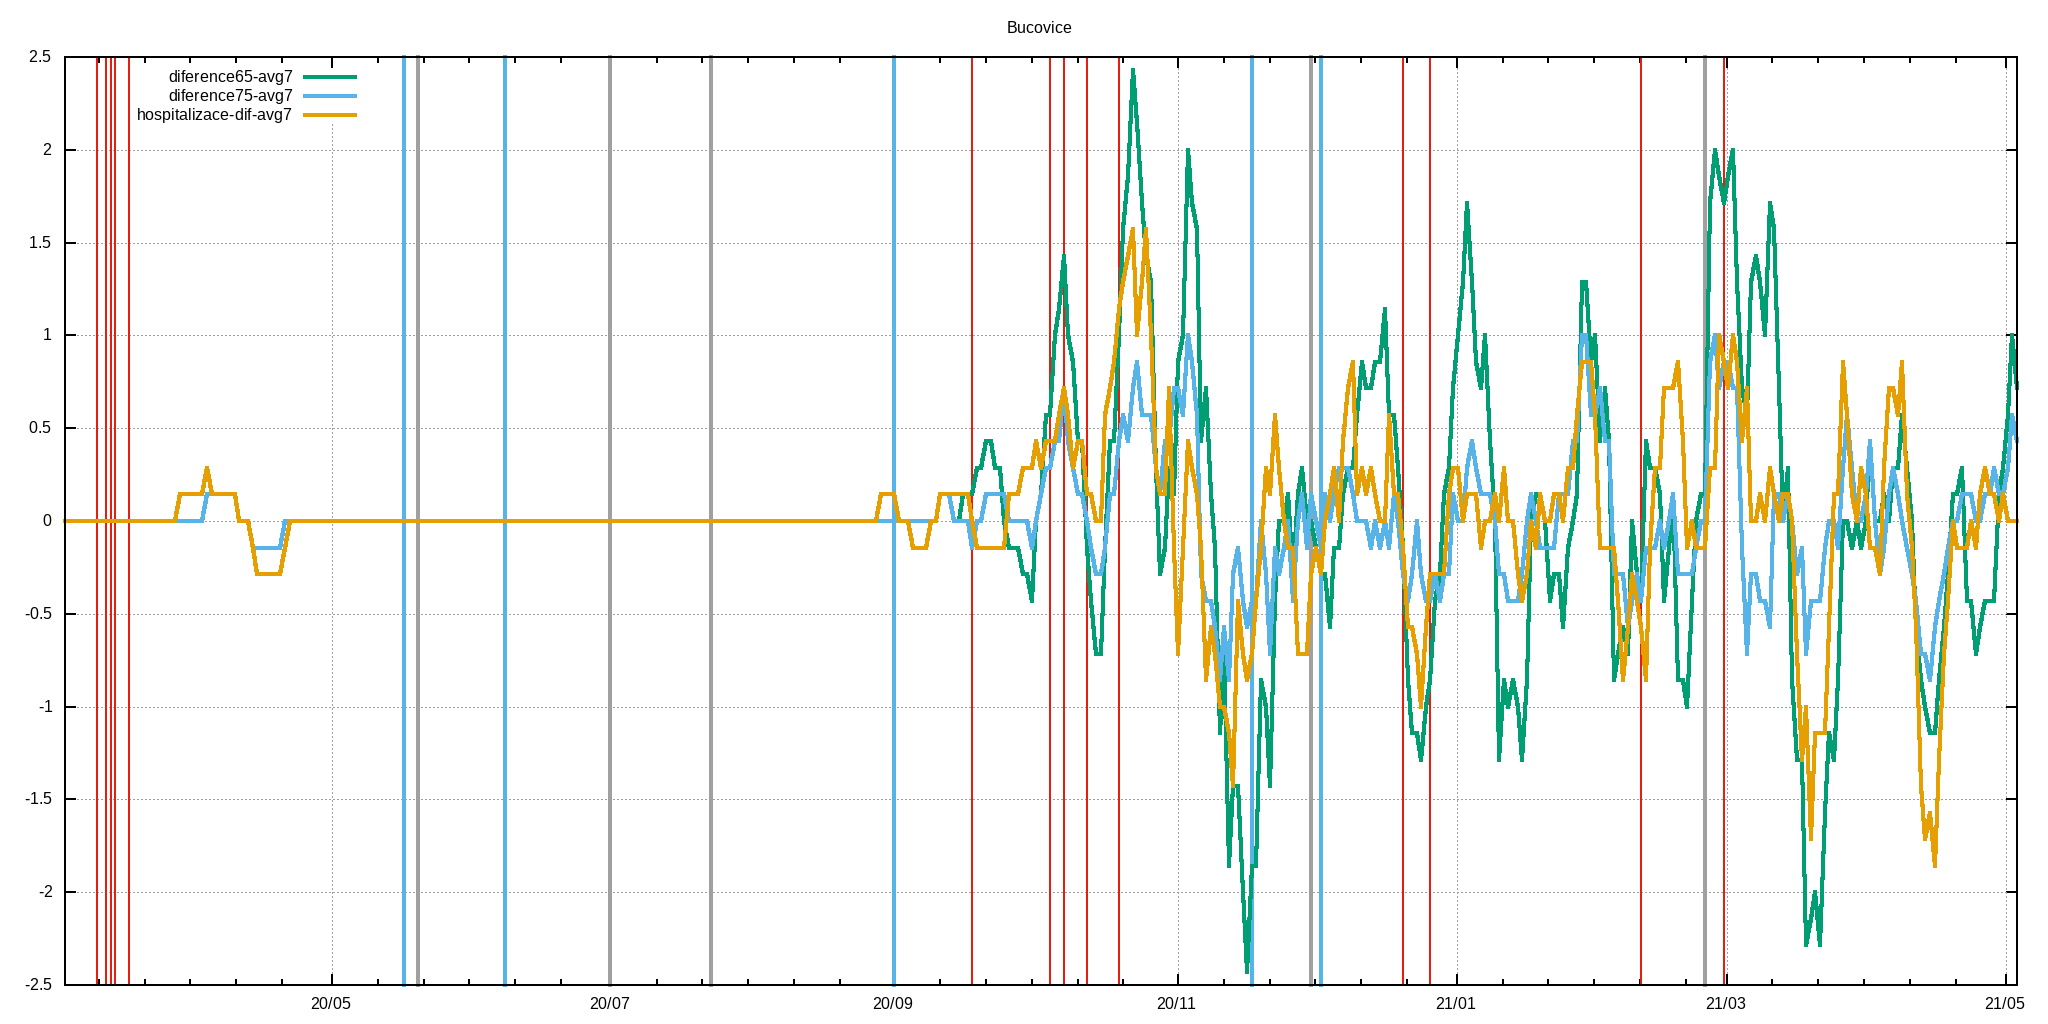 Bucovice
2.5
diference65-avg7
diference75-avg7
hospitalizace-dif-avg7
2
1.5
1
0.5
0
-0.5
-1
-1.5
-2
-2.5
20/05 20/07 20/09 20/11 21/01 21/03 21/05